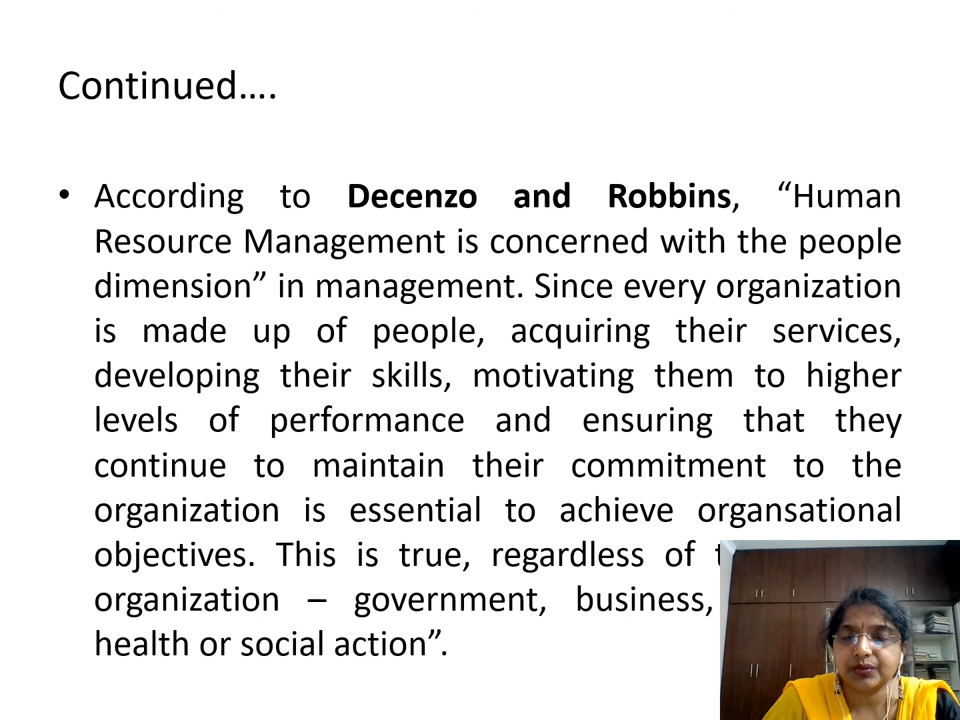 Continued….
• According to Decenzo and Robbins, “Human
Resource Management is concerned with the people
dimension” in management. Since every organization
is made up of people, acquiring their services,
developing their skills, motivating them to higher
levels of performance and ensuring that they
continue to maintain their commitment to the
organization is essential to achieve organsational
objectives. This is true, regardless of
organization – government, business,
health or social action”.